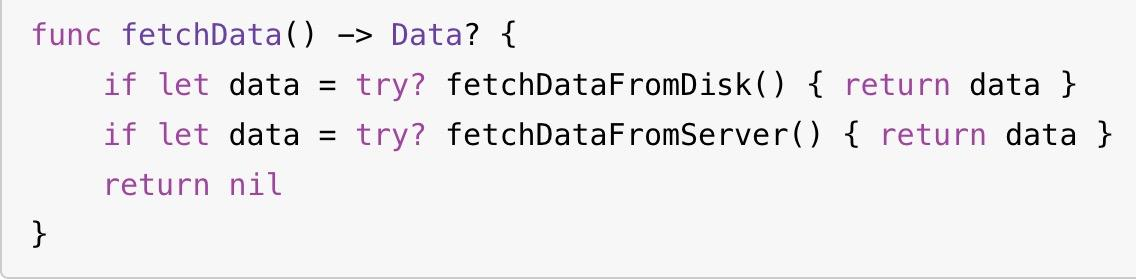 func fetchData() -> Data? {
    if let data = try? fetchDataFromDisk() { return data }
    if let data = try? fetchDataFromServer() { return data }
    return nil
}